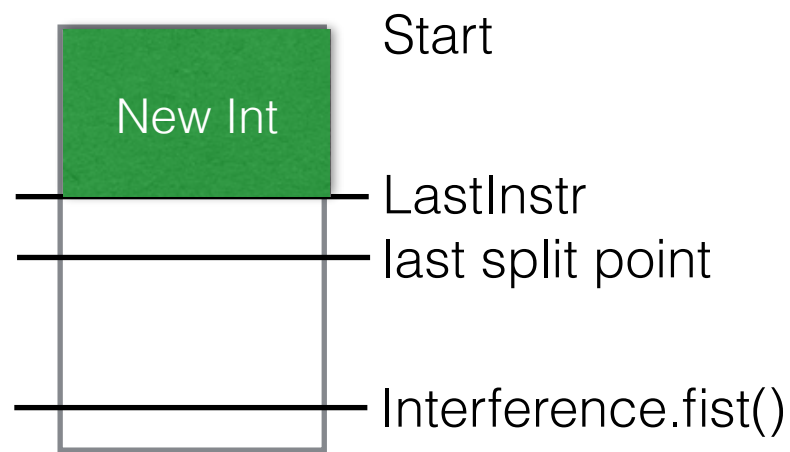 Start
New Int
LastInstr
last split point
Interference.fist()